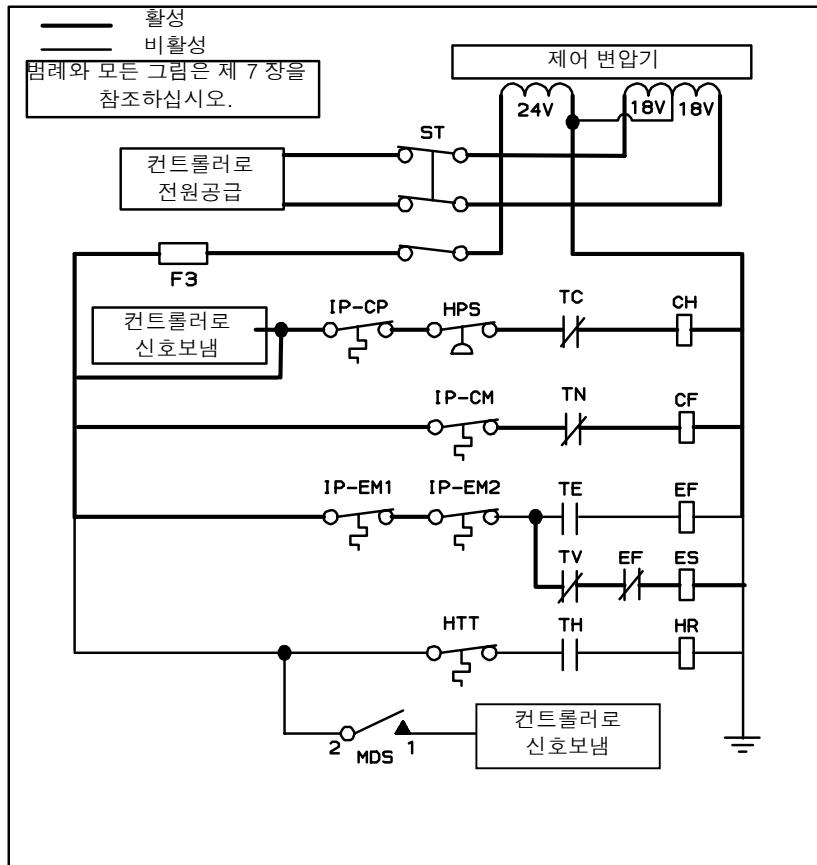 활성
비활성
범례와 모든 그림은 제 7 장을
참조하십시오.
제어 변압기
24V
18V 18V
ST
컨트롤러로
전원공급
F3
컨트롤러로
신호보냄
IP-CP HPS TC CH
IP-CM TN CF
IP-EM1 IP-EM2 TE EF
TV EF ES
HTT TH HR
2 MDS 1
컨트롤러로
신호보냄